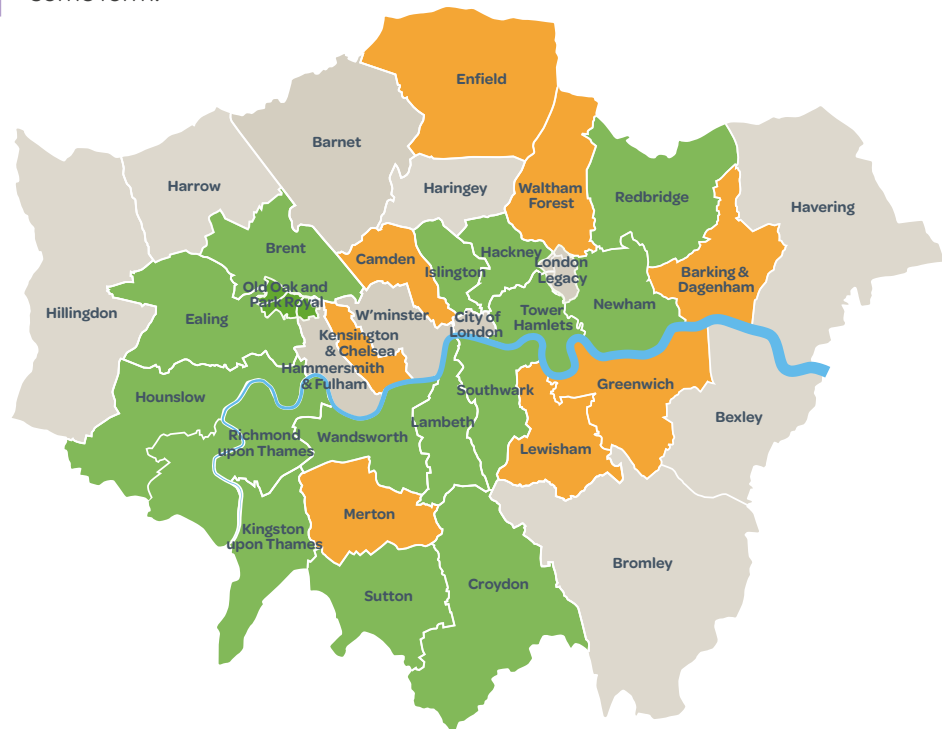 Enfield
Barnet
Harrow
Haringey
Waltham
Forest
Redbridge
Havering
Brent
Camden
Islington
Hackney
London
Legacy
Barking &
Dagenham
Old Oak and
Park Royal
Hillingdon
Ealing
W'minster
City of
London
Tower
Hamlets
Newham
Kensington
& Chelsea
Hammersmith
& Fulham
Hounslow
Southwark
Greenwich
Richmond
upon Thames
Wandsworth
Lambeth
Lewisham
Bexley
Merton
Kingston
upon Thames
Sutton
Croydon
Bromley